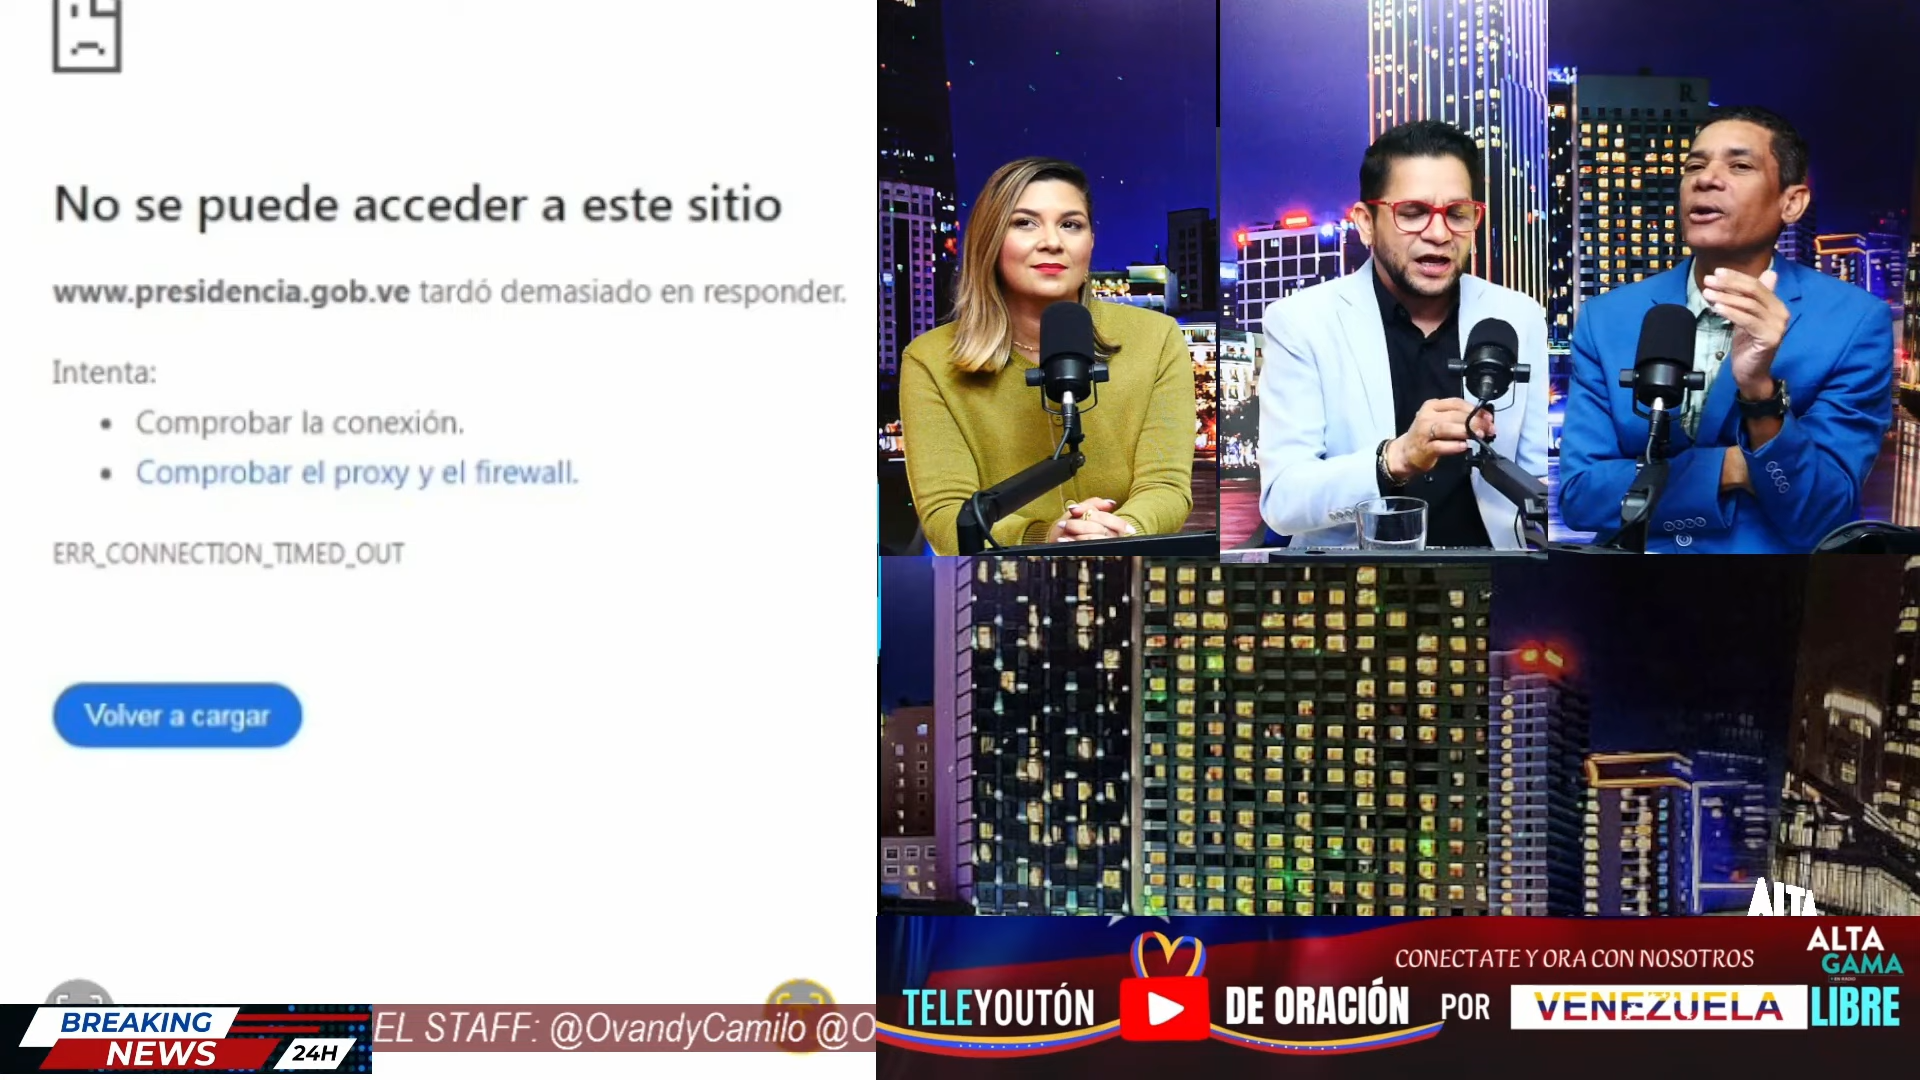 No se puede acceder a este sitio
www.presidencia.gob.ve tardó demasiado en responder.
Intenta:
• Comprobar la conexión.
• Comprobar el proxy y el firewall.
ERR_CONNECTION_TIMED_OUT
Volver a cargar
BREAKING
NEWS
24H
EL STAFF: @OvandyCamilo @O
R
ALTA
CONECTATE Y ORA CON NOSOTROS
ALTA
GAMA
TELEYOUTÓN DE ORACIÓN POR VENEZUELA LIBRE